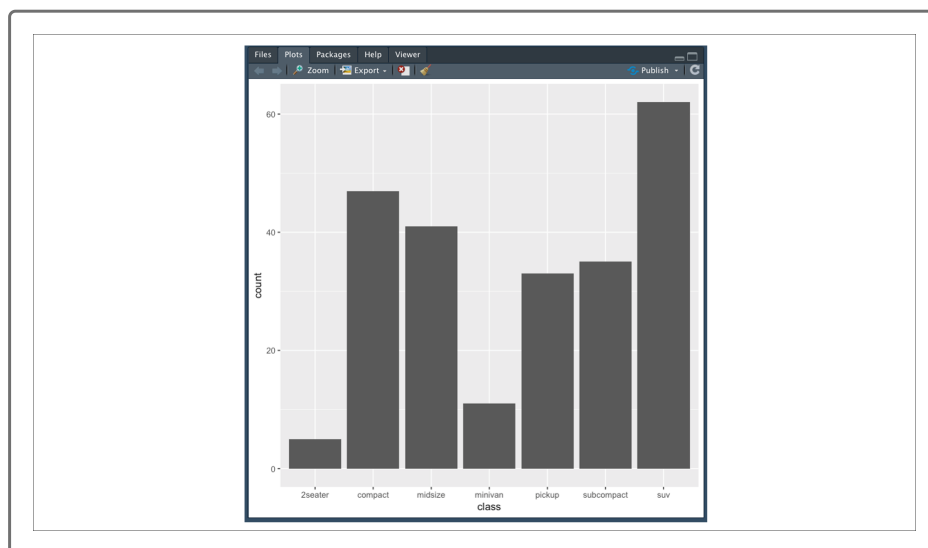 Files Plots Packages Help Viewer
Zoom Export Publish
60
40
20
0
count
2seater compact midsize minivan pickup subcompact suv
class